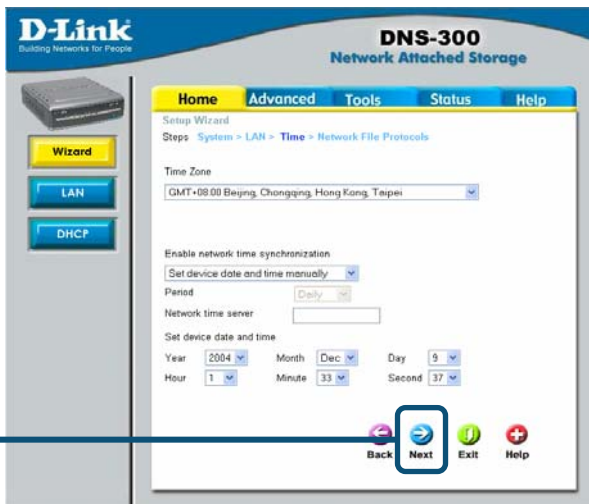 D-Link
Building Networks for People
DNS-300
Network Attached Storage
Home Advanced Tools Status Help
Wizard
LAN
DHCP
Setup Wizard
Steps System > LAN > Time > Network File Protocols
Time Zone
GMT+08:00 Beijing, Chongqing, Hong Kong, Taipei
Enable network time synchronization
Set device date and time manually
Period Daily
Network time server
Set device date and time
Year 2004 Month Dec Day 9
Hour 1 Minute 33 Second 37
Back Next Exit Help